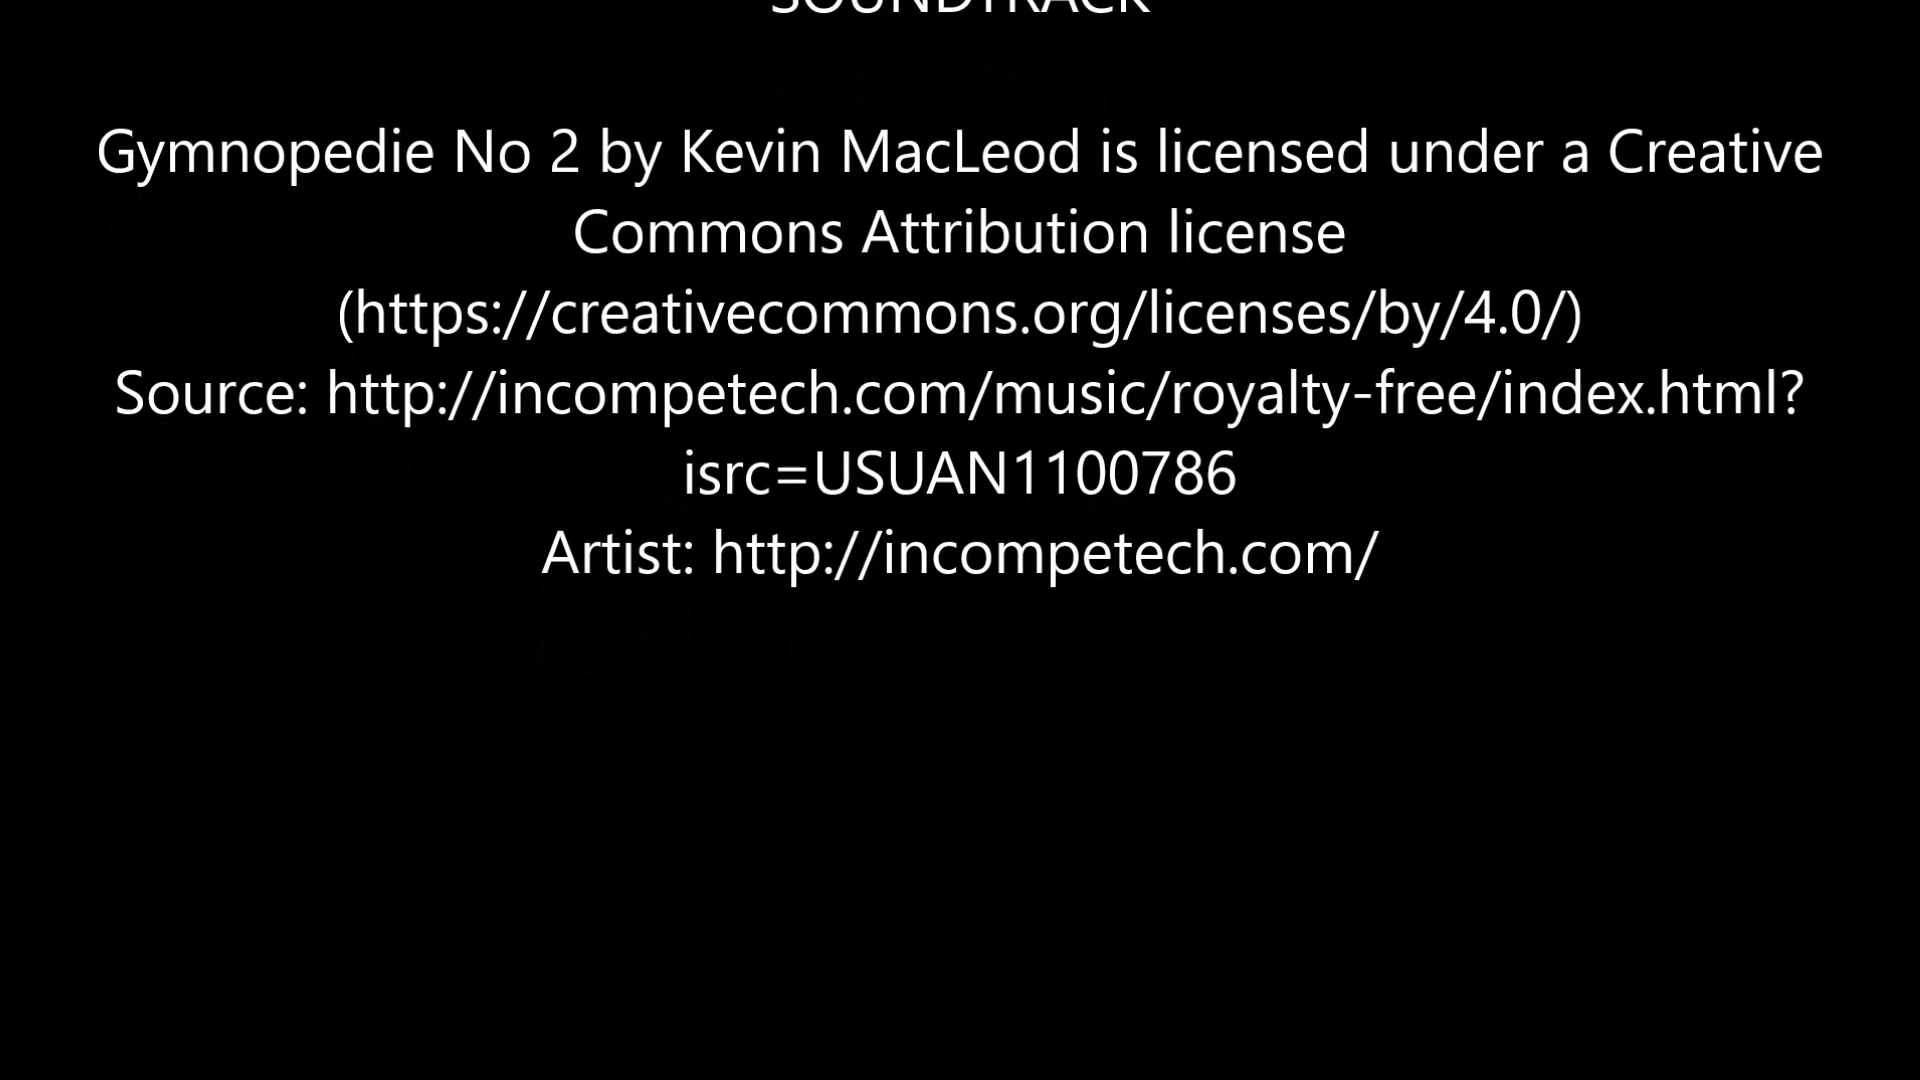 SOUNDTRACK
Gymnopedie No 2 by Kevin MacLeod is licensed under a Creative
Commons Attribution license
(https://creativecommons.org/licenses/by/4.0/)
Source: http://incompetech.com/music/royalty-free/index.html?
isrc=USUAN1100786
Artist: http://incompetech.com/